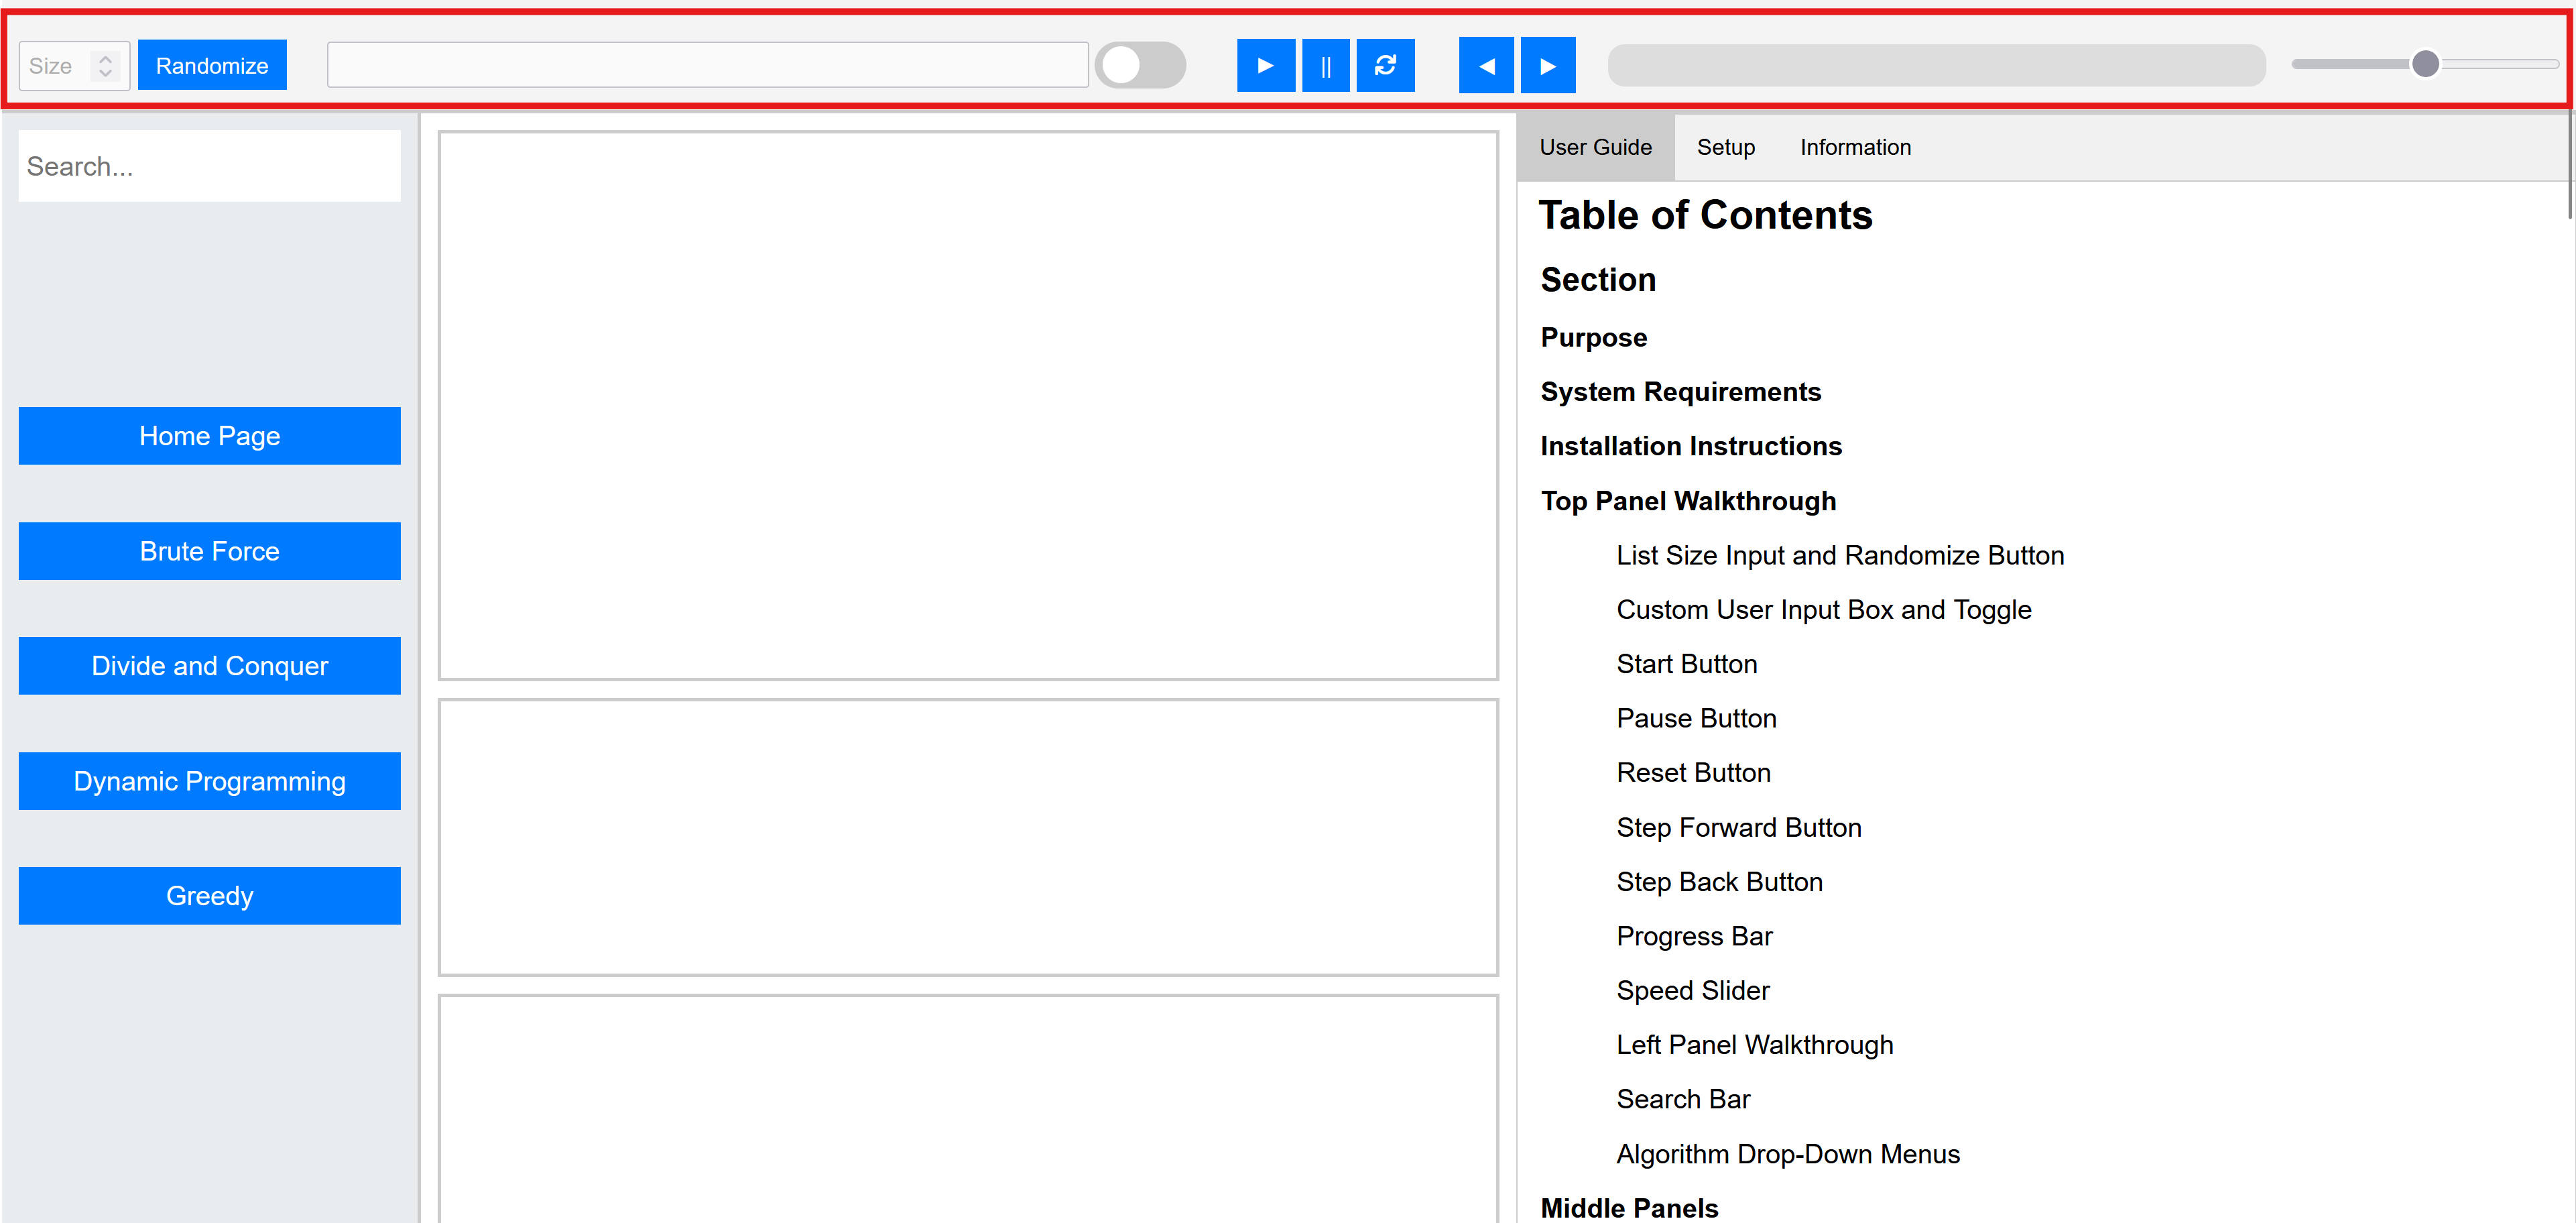 Size
Randomize
Search...
Home Page
Brute Force
Divide and Conquer
Dynamic Programming
Greedy
User Guide
Setup
Information
Table of Contents
Section
Purpose
System Requirements
Installation Instructions
Top Panel Walkthrough
List Size Input and Randomize Button
Custom User Input Box and Toggle
Start Button
Pause Button
Reset Button
Step Forward Button
Step Back Button
Progress Bar
Speed Slider
Left Panel Walkthrough
Search Bar
Algorithm Drop-Down Menus
Middle Panels